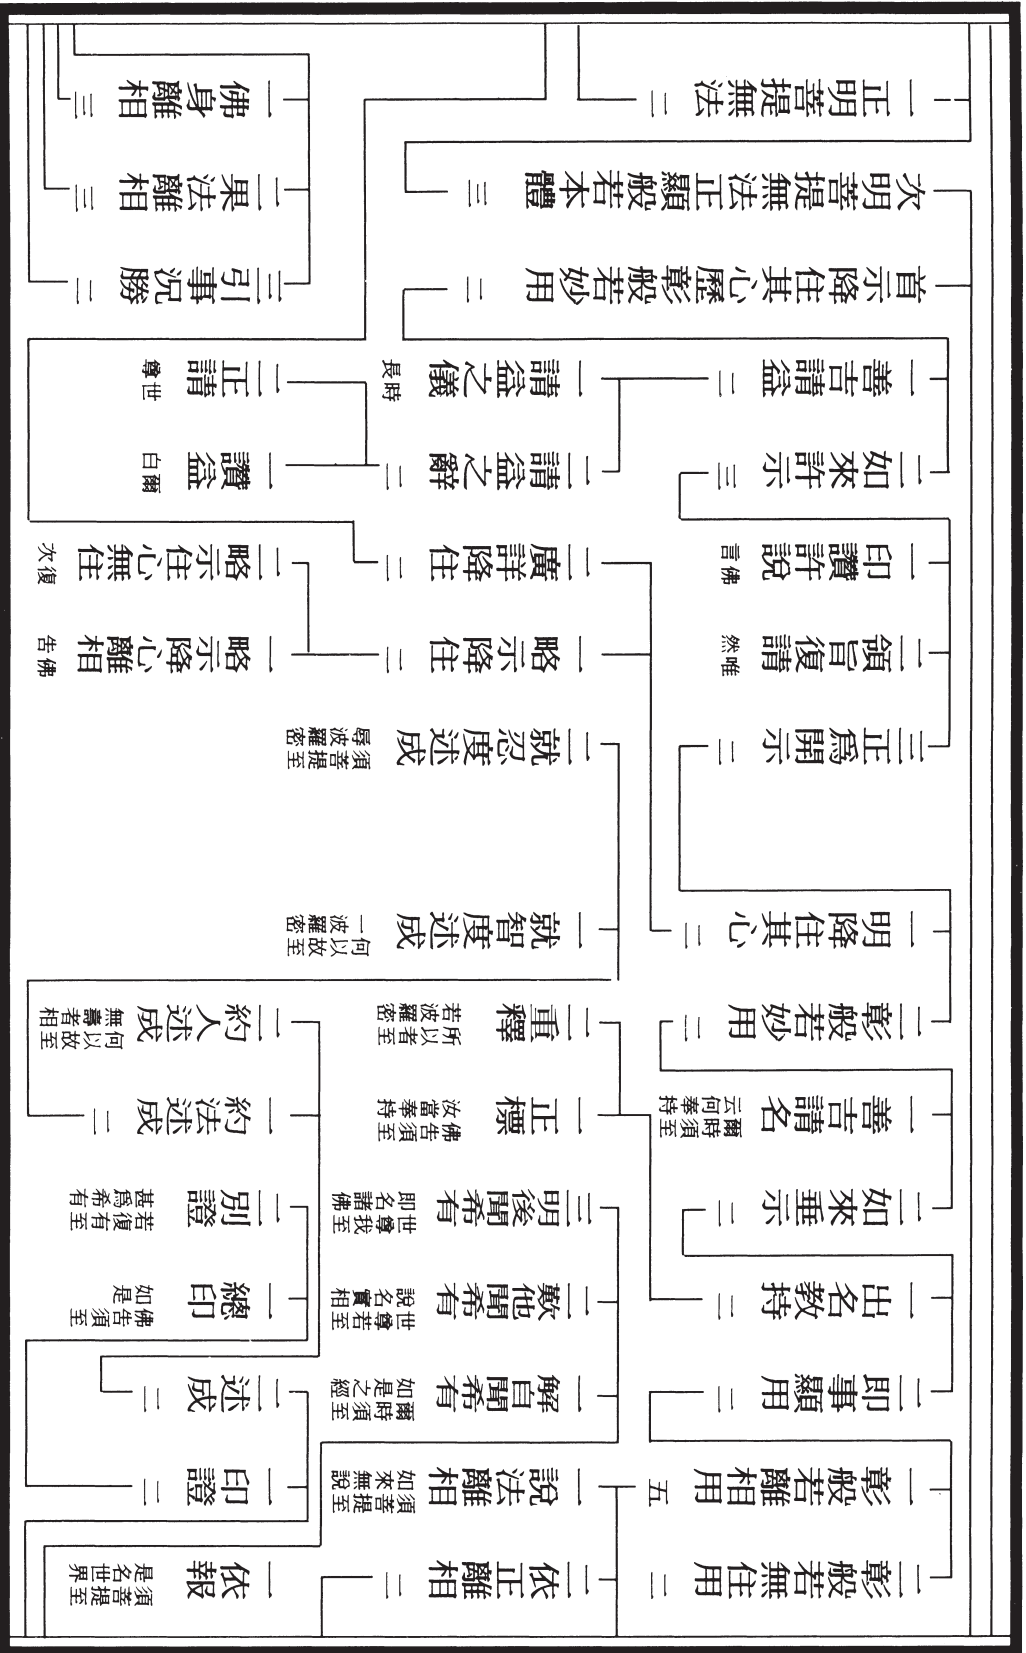 二彰般若無住用 二
二依正離相 二
一依報 須菩提至
是名世界
一彰般若離相用 五
一說法離相 須菩提至
如來無說
一印證 二
二即事顯用 二
一解自聞希有 爾時須至
如是之經
二述成 二
一出名教持 二
二歎他聞希有 世尊若至
說名實相
一總印 佛告須至
如是
二如來垂示 二
三明後聞希有 世尊我至
即名諸佛
二別證 若復有至
甚為希有
一善吉請名 爾時須至
云何奉持
一正標 佛告須至
汝當奉持
二約法述成 二
二彰般若妙用 二
二重釋 所以者至
若波羅密
一約人述成 何以故至
無壽者相
一明降住其心 二
一就智度述成 何以故至
一波羅密
三正為開示 二
二就忍度述成 須菩提至
辱波羅密
二領旨復請 唯然
一略示降住 二
一略示降心離相 佛告
一印讚許說 佛言
二廣詳降住 二
二略示住心無住 復次
二如來許示 三
二請益之辭 二
一讚益 爾白
一善吉請益 二
一請益之儀 時長
二正請 世尊
首示降住其心歷彰般若妙用 二
三引事況勝 二
次明菩提無法正顯般若本體 三
二果法離相 三
一正明菩提無法 二
一佛身離相 三